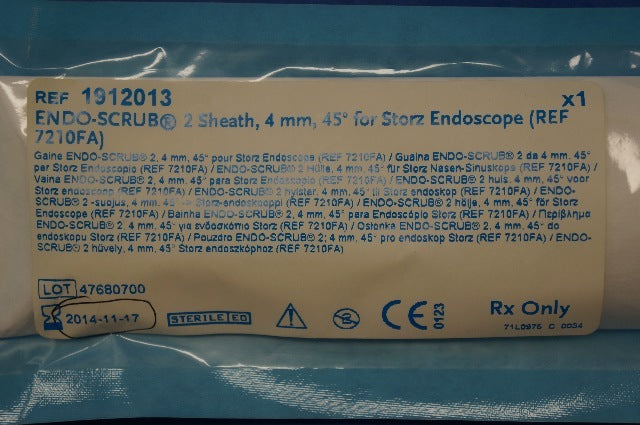 REF 1912013
x1
ENDO-SCRUB® 2 Sheath, 4 mm, 45° for Storz Endoscope (REF
7210FA)
Gaine ENDO-SCRUB® 2, 4 mm, 45° pour Storz Endoscope (REF 7210FA) / Guaina ENDO-SCRUB® 2 da 4 mm, 45°
per Storz Endoscopio (REF 7210FA) / ENDO-SCRUB® 2 Hülle, 4 mm, 45° für Storz Nasen-Sinuskope (REF 7210FA) /
Vaina ENDO-SCRUB® 2, 4 mm, 45° para Storz Endoscopio (REF 7210FA) / ENDO-SCRUB® 2 huls, 4 mm, 45° voor
Storz endoscoop (REF 7210FA) / ENDO-SCRUB® 2 hylster, 4 mm, 45° til Storz endoskop (REF 7210FA) / ENDO-
SCRUB® 2 -suojus, 4 mm, 45° Storz-endoskooppi (REF 7210FA) / ENDO-SCRUB® 2 hölje, 4 mm, 45° för Storz
Endoscope (REF 7210FA) / Bainha ENDO-SCRUB® 2, 4 mm, 45° para Endoscópio Storz (REF 7210FA) / Περίβλημα
ENDO-SCRUB® 2, 4 mm, 45° για ενδοσκόπιο Storz (REF 7210FA) / Osłonka ENDO-SCRUB® 2, 4 mm, 45° do
endoskopu Storz (REF 7210FA) / Pouzdro ENDO-SCRUB® 2; 4 mm, 45° pro endoskop Storz (REF 7210FA) / ENDO-
SCRUB® 2 hüvely, 4 mm, 45° Storz endoszkóphoz (REF 7210FA)
LOT 47680700
2014-11-17
STERILE EO
2
CE 0123
Rx Only
71L0975 C 0034